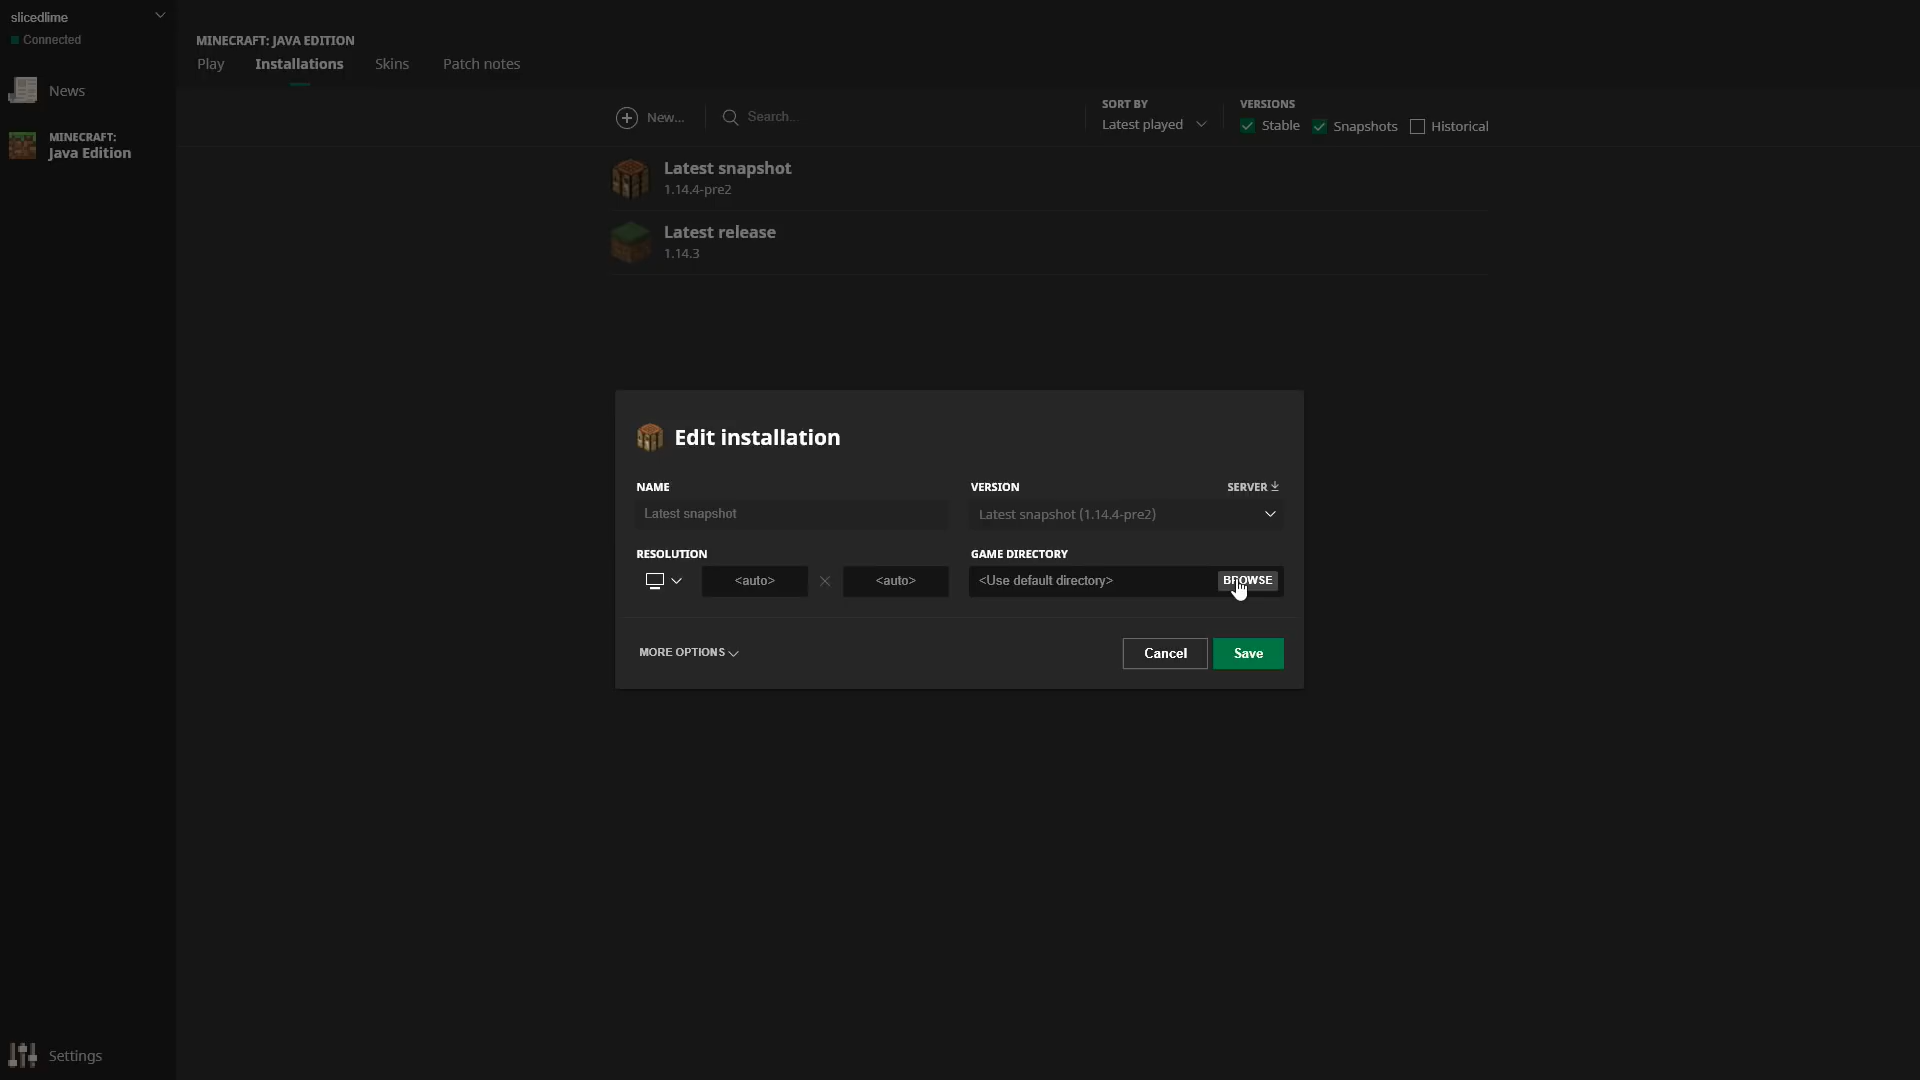 slicedlime
Connected
News
MINECRAFT:
Java Edition
Settings
MINECRAFT: JAVA EDITION
Play Installations Skins Patch notes
New... Search...
SORT BY
Latest played
VERSIONS
Stable Snapshots Historical
Latest snapshot
1.14.4-pre2
Latest release
1.14.3
Edit installation
NAME VERSION SERVER
Latest snapshot Latest snapshot (1.14.4-pre2)
RESOLUTION GAME DIRECTORY
<auto> <auto> <Use default directory> BROWSE
MORE OPTIONS Cancel Save